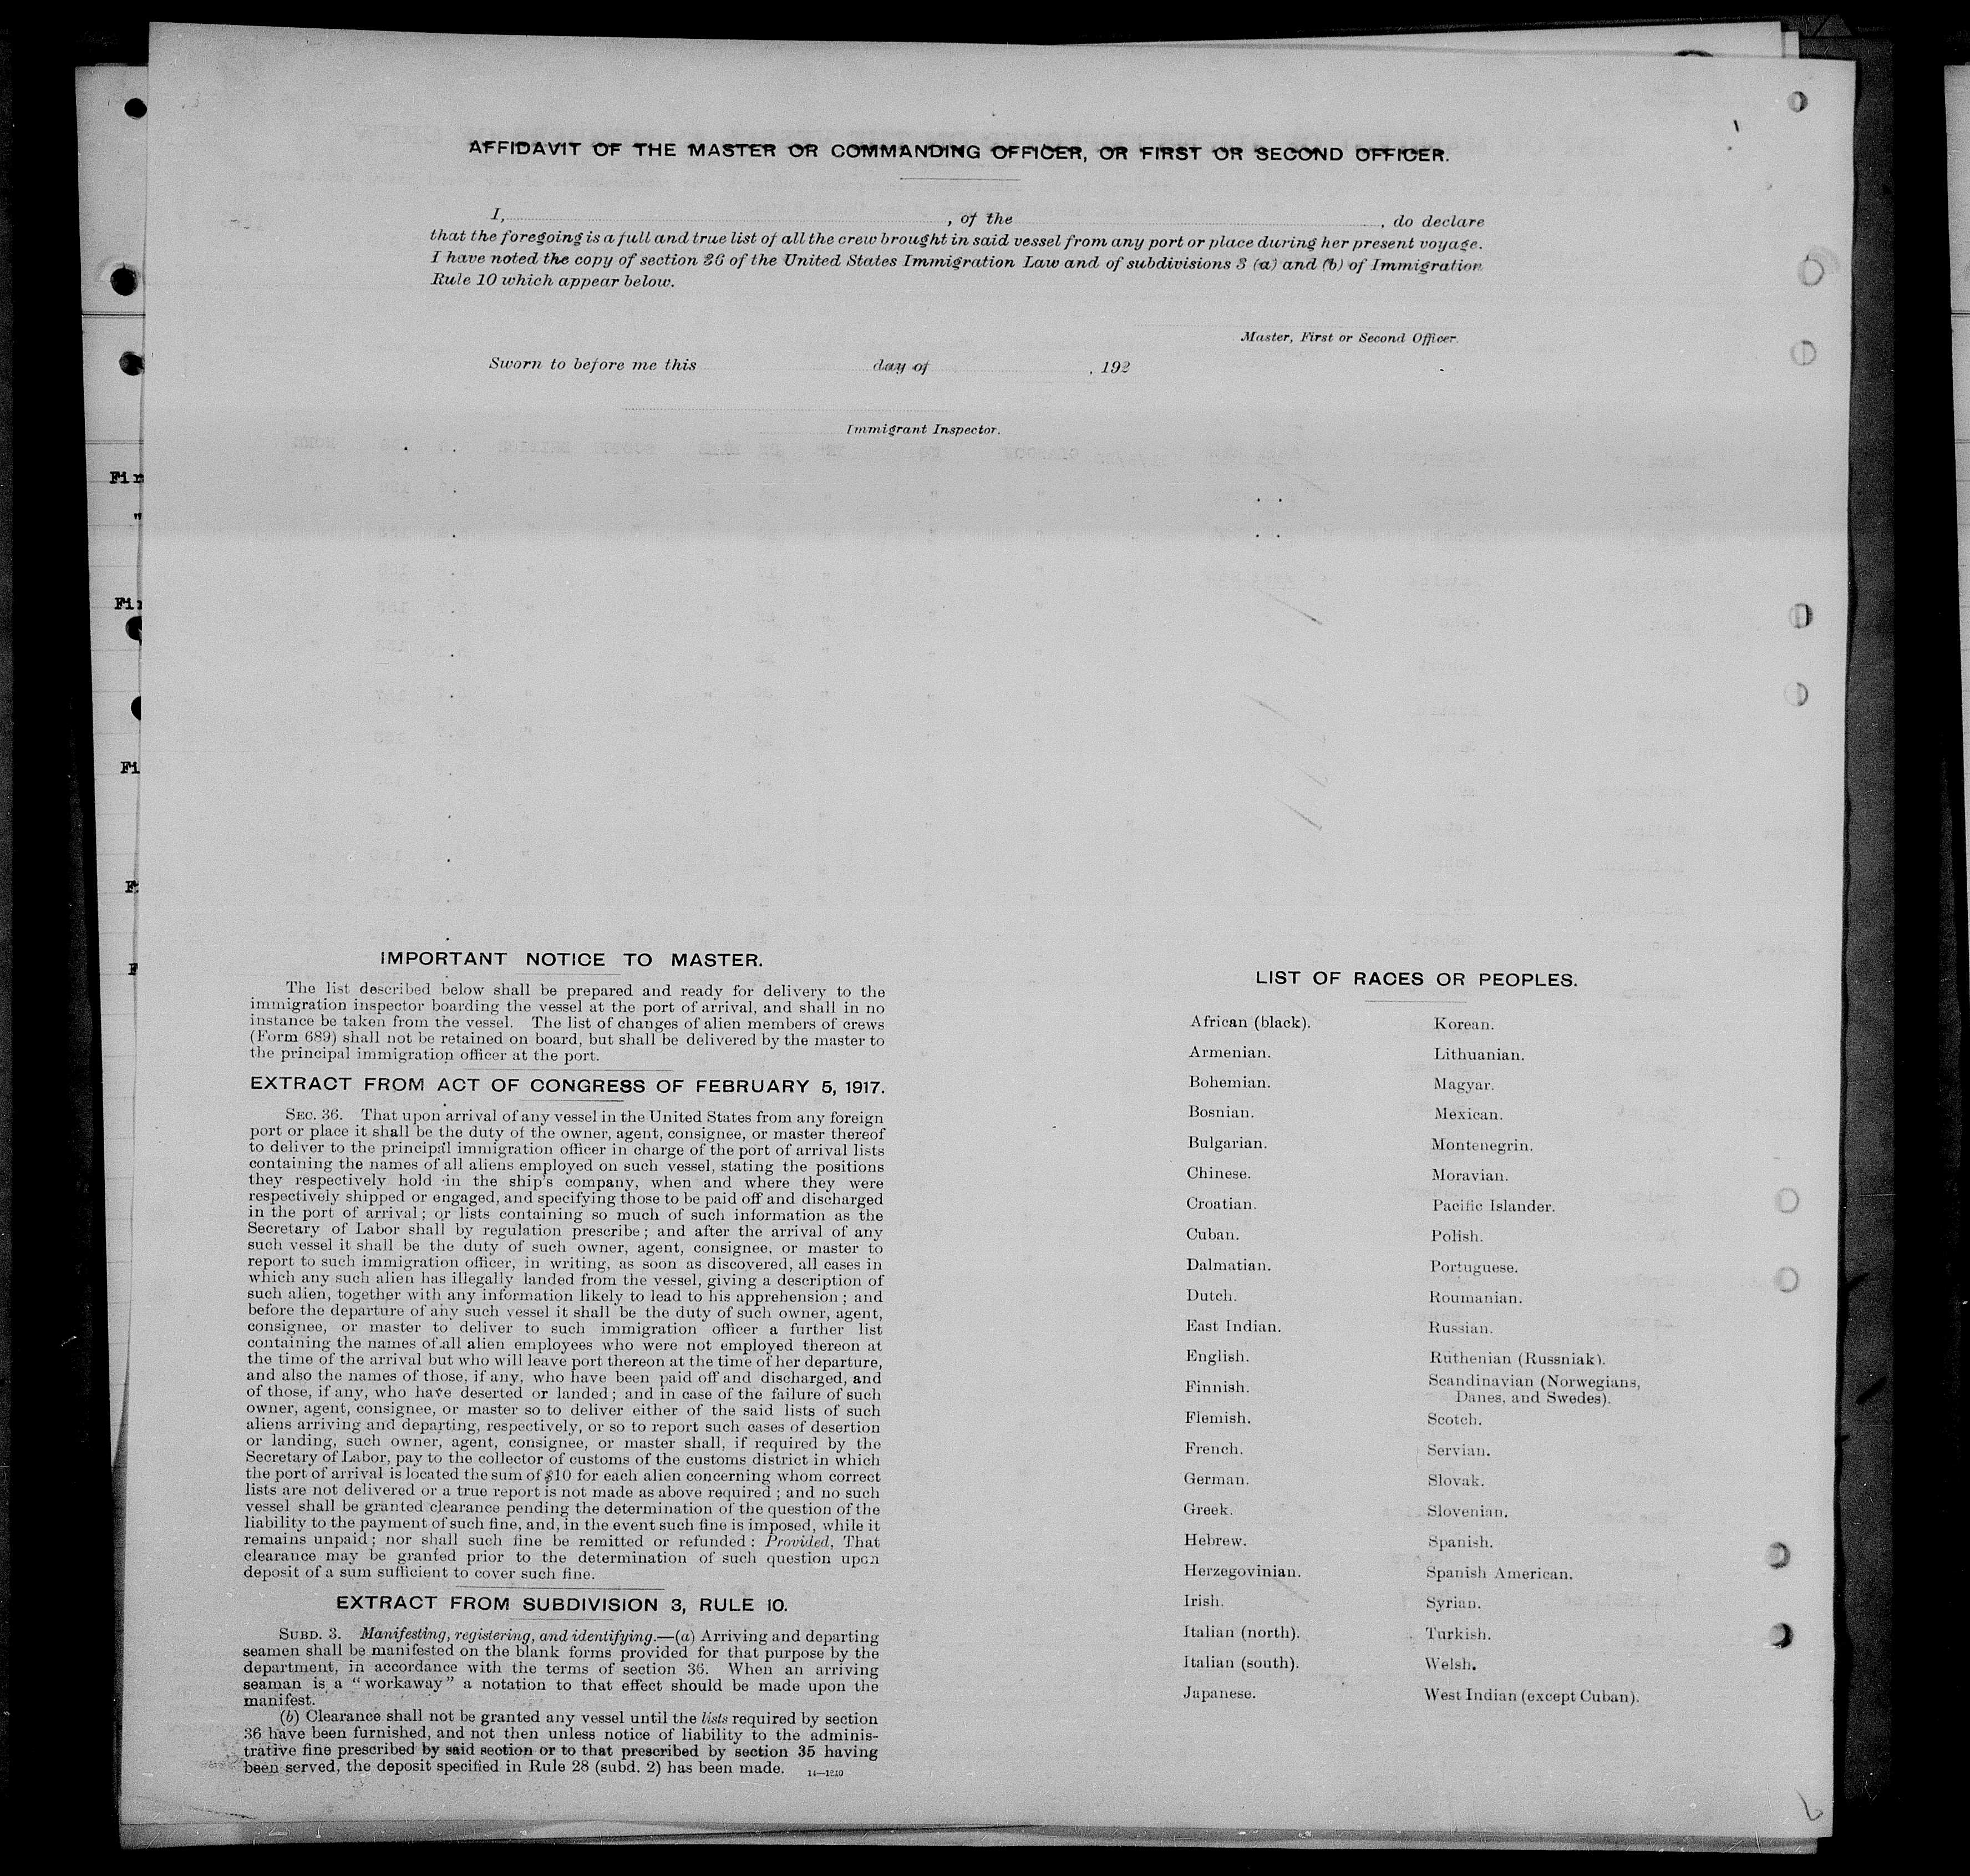 AFFIDAVIT OF THE MASTER OR COMMANDING OFFICER, OR FIRST OR SECOND OFFICER.
I, , of the , do declare
that the foregoing is a full and true list of all the crew brought in said vessel from any port or place during her present voyage.
I have noted the copy of section 36 of the United States Immigration Law and of subdivisions 3 (a) and (b) of Immigration
Rule 10 which appear below.
Master, First or Second Officer.
Sworn to before me this day of , 192
Immigrant Inspector.
Fir
"
Fir
Fi
F
F
IMPORTANT NOTICE TO MASTER.
The list described below shall be prepared and ready for delivery to the
immigration inspector boarding the vessel at the port of arrival, and shall in no
instance be taken from the vessel. The list of changes of alien members of crews
(Form 689) shall not be retained on board, but shall be delivered by the master to
the principal immigration officer at the port.
EXTRACT FROM ACT OF CONGRESS OF FEBRUARY 5, 1917.
SEC. 36. That upon arrival of any vessel in the United States from any foreign
port or place it shall be the duty of the owner, agent, consignee, or master thereof
to deliver to the principal immigration officer in charge of the port of arrival lists
containing the names of all aliens employed on such vessel, stating the positions
they respectively hold in the ship's company, when and where they were
respectively shipped or engaged, and specifying those to be paid off and discharged
in the port of arrival; or lists containing so much of such information as the
Secretary of Labor shall by regulation prescribe; and after the arrival of any
such vessel it shall be the duty of such owner, agent, consignee, or master to
report to such immigration officer, in writing, as soon as discovered, all cases in
which any such alien has illegally landed from the vessel, giving a description of
such alien, together with any information likely to lead to his apprehension; and
before the departure of any such vessel it shall be the duty of such owner, agent,
consignee, or master to deliver to such immigration officer a further list
containing the names of all alien employees who were not employed thereon at
the time of the arrival but who will leave port thereon at the time of her departure,
and also the names of those, if any, who have been paid off and discharged, and
of those, if any, who have deserted or landed; and in case of the failure of such
owner, agent, consignee, or master so to deliver either of the said lists of such
aliens arriving and departing, respectively, or so to report such cases of desertion
or landing, such owner, agent, consignee, or master shall, if required by the
Secretary of Labor, pay to the collector of customs of the customs district in which
the port of arrival is located the sum of $10 for each alien concerning whom correct
lists are not delivered or a true report is not made as above required; and no such
vessel shall be granted clearance pending the determination of the question of the
liability to the payment of such fine, and, in the event such fine is imposed, while it
remains unpaid; nor shall such fine be remitted or refunded: Provided, That
clearance may be granted prior to the determination of such question upon
deposit of a sum sufficient to cover such fine.
EXTRACT FROM SUBDIVISION 3, RULE 10.
SUBD. 3. Manifesting, registering, and identifying.—(a) Arriving and departing
seamen shall be manifested on the blank forms provided for that purpose by the
department, in accordance with the terms of section 36. When an arriving
seaman is a "workaway" a notation to that effect should be made upon the
manifest.
(b) Clearance shall not be granted any vessel until the lists required by section
36 have been furnished, and not then unless notice of liability to the adminis-
trative fine prescribed by said section or to that prescribed by section 35 having
been served, the deposit specified in Rule 28 (subd. 2) has been made. 14—1240
LIST OF RACES OR PEOPLES.
African (black).
Armenian.
Bohemian.
Bosnian.
Bulgarian.
Chinese.
Croatian.
Cuban.
Dalmatian.
Dutch.
East Indian.
English.
Finnish.
Flemish.
French.
German.
Greek.
Hebrew.
Herzegovinian.
Irish.
Italian (north).
Italian (south).
Japanese.
Korean.
Lithuanian.
Magyar.
Mexican.
Montenegrin.
Moravian.
Pacific Islander.
Polish.
Portuguese.
Roumanian.
Russian.
Ruthenian (Russniak).
Scandinavian (Norwegians,
Danes, and Swedes).
Scotch.
Servian.
Slovak.
Slovenian.
Spanish.
Spanish American.
Syrian.
Turkish.
Welsh.
West Indian (except Cuban).